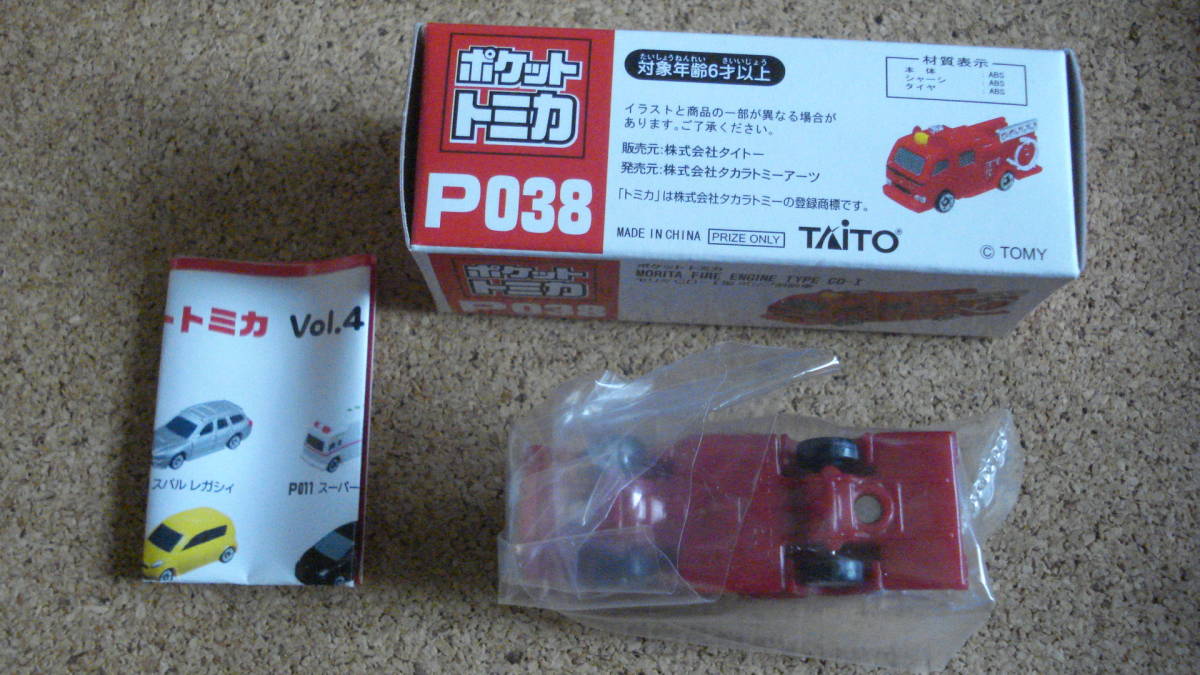 ポケット
トミカ
P038
たいしょうねんれい さいいじょう
対象年齢6才以上
材質表示
本体 : ABS
シャーシ : ABS
タイヤ : ABS
イラストと商品の一部が異なる場合が
あります。ご了承ください。
販売元:株式会社タイトー
発売元:株式会社タカラトミーアーツ
「トミカ」は株式会社タカラトミーの登録商標です。
MADE IN CHINA PRIZE ONLY TAITO®
© TOMY
ポケット
トミカ
P038
ポケットトミカ
MORITA FIRE ENGINE TYPE CD-I
トミカ Vol.4
スバル レガシィ
P011 スーパー